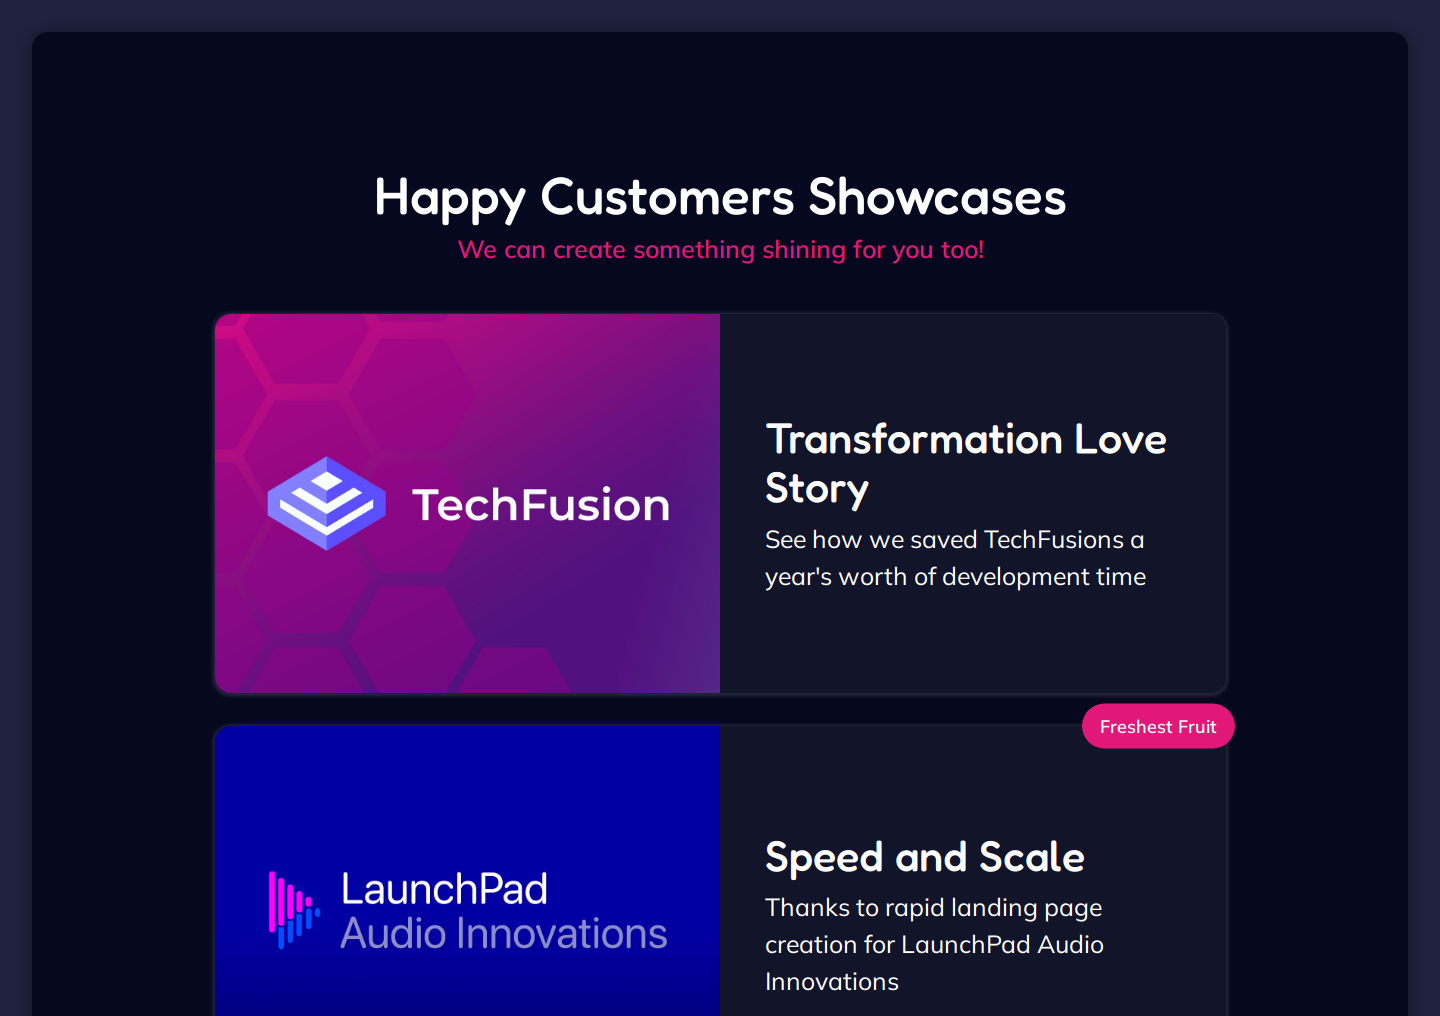 Happy Customers Showcases
We can create something shining for you too!
TechFusion
Transformation Love
Story
See how we saved TechFusions a
year's worth of development time
Freshest Fruit
LaunchPad
Audio Innovations
Speed and Scale
Thanks to rapid landing page
creation for LaunchPad Audio
Innovations